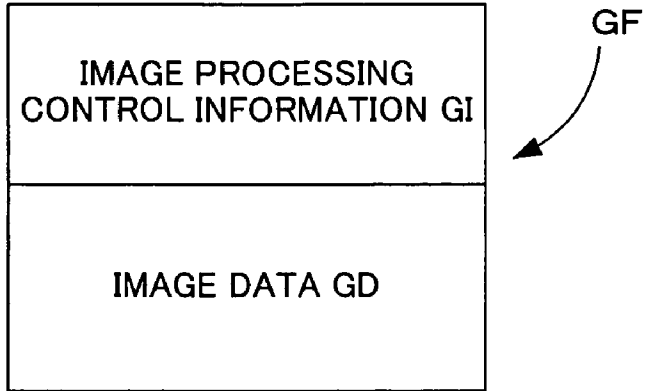 GF
IMAGE PROCESSING
CONTROL INFORMATION GI
IMAGE DATA GD